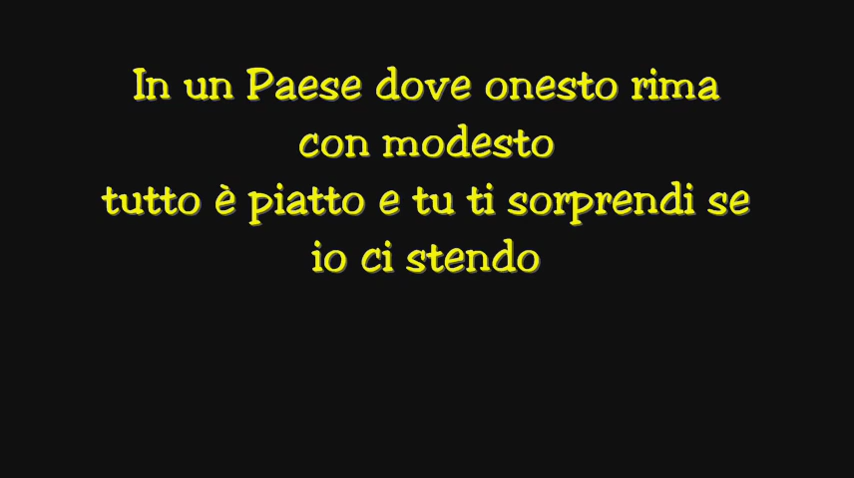 In un Paese dove onesto rima
con modesto
tutto è piatto e tu ti sorprendi se
io ci stendo